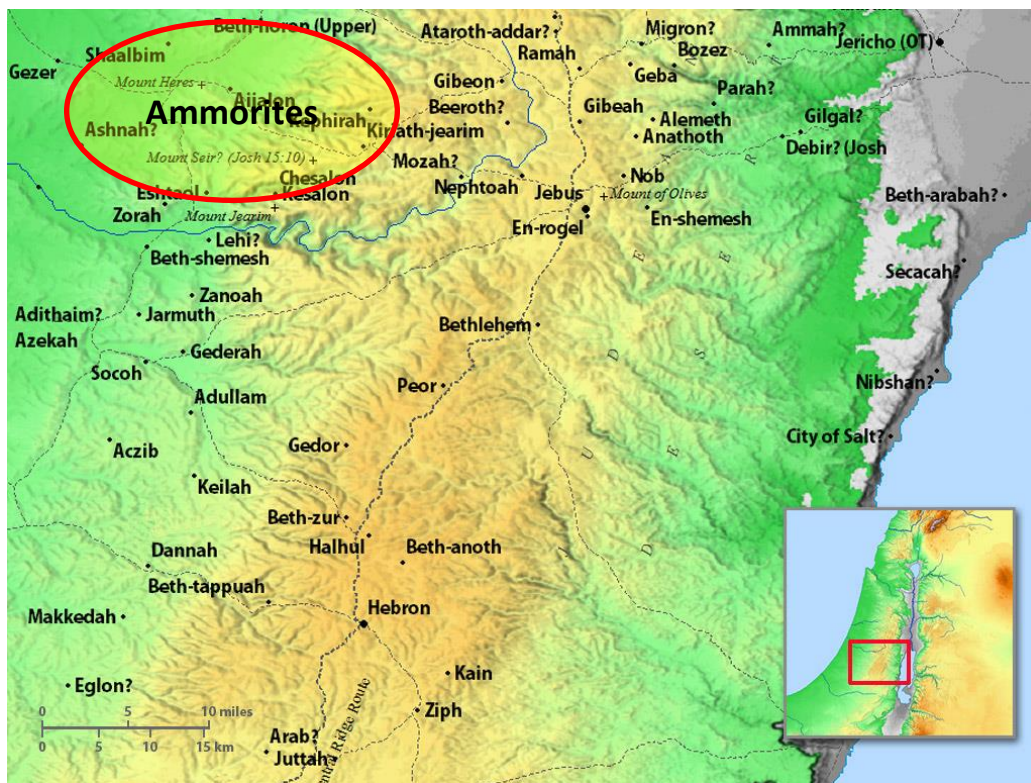 Beth-horon (Upper)
Ataroth-addar?
Migron?
Ammah?
Shaalbim
Ramah
Bozez
Jericho (OT)
Gezer
Mount Heres
Gibeon
Geba
Aijalon
Ammorites
Beeroth?
Gibeah
Parah?
Alemeth
Gilgal?
Ashnah?
Kephirah
Kiriath-jearim
Anathoth
Debir? (Josh
Mount Seir? (Josh 15:10)
Mozah?
Chesalon
Kesalon
Nephtoah
Jebus
Nob
Mount of Olives
Eshtaol
Zorah
Mount Jearim
En-rogel
En-shemesh
Beth-arabah?
Lehi?
Beth-shemesh
Secacah?
Zanoah
Adithaim?
Jarmuth
Azekah
Bethlehem
Gederah
Socoh
Peor
Nibshan?
Adullam
Aczib
Gedor
City of Salt?
Keilah
Beth-zur
Halhul
Beth-anoth
Dannah
Beth-tappuah
Makkedah
Hebron
Eglon?
Kain
Ziph
0 5 10 miles
0 5 10 15 km
Arab?
Juttah
Ridge Route
DESE
JUD